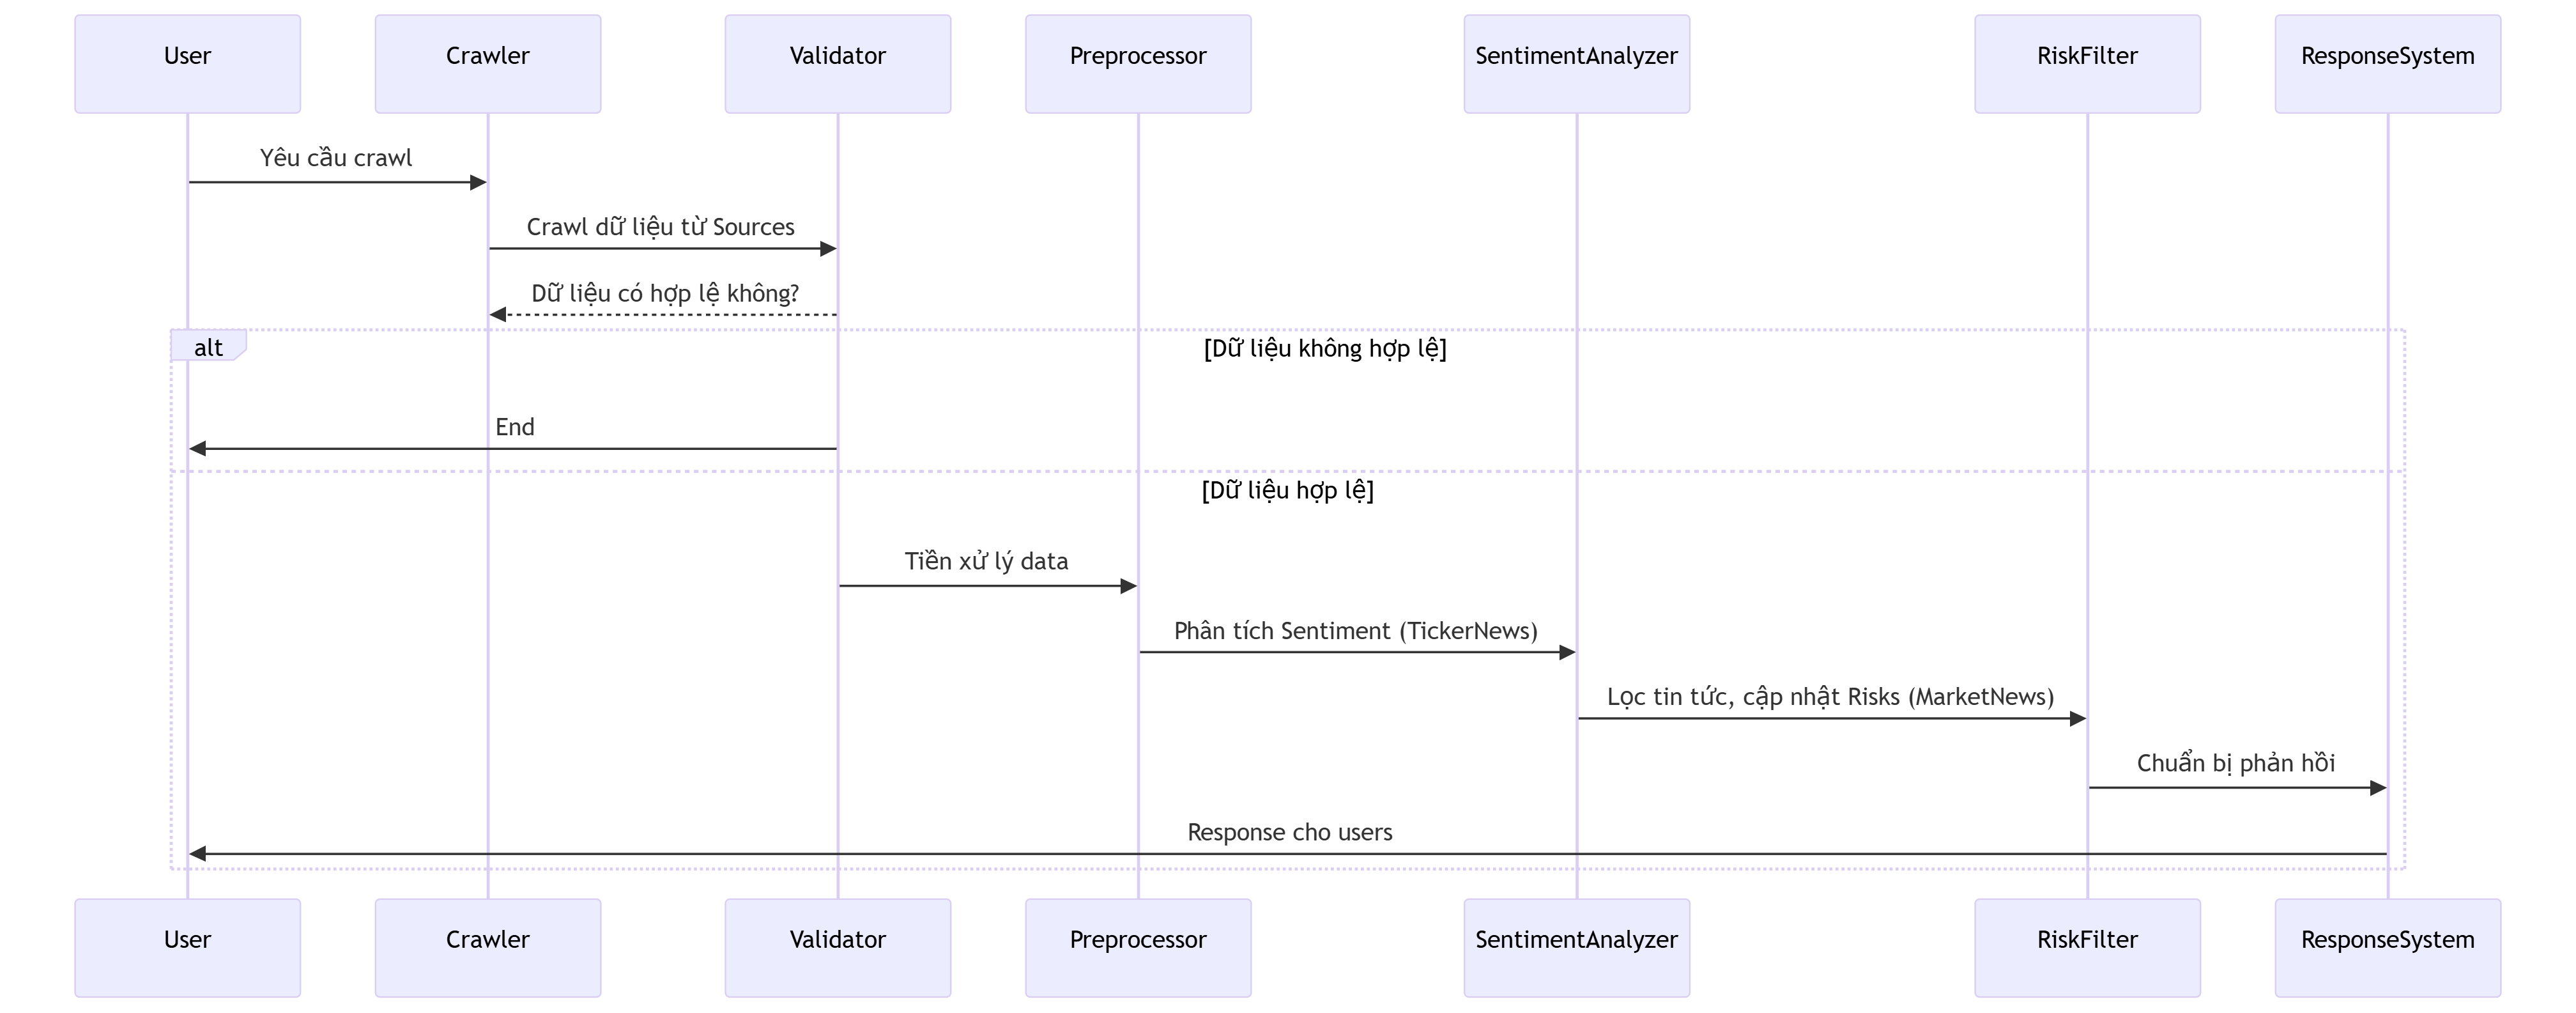 User
Crawler
Validator
Preprocessor
SentimentAnalyzer
RiskFilter
ResponseSystem
Yêu cầu crawl
Crawl dữ liệu từ Sources
Dữ liệu có hợp lệ không?
alt
[Dữ liệu không hợp lệ]
End
[Dữ liệu hợp lệ]
Tiền xử lý data
Phân tích Sentiment (TickerNews)
Lọc tin tức, cập nhật Risks (MarketNews)
Chuẩn bị phản hồi
Response cho users
User
Crawler
Validator
Preprocessor
SentimentAnalyzer
RiskFilter
ResponseSystem